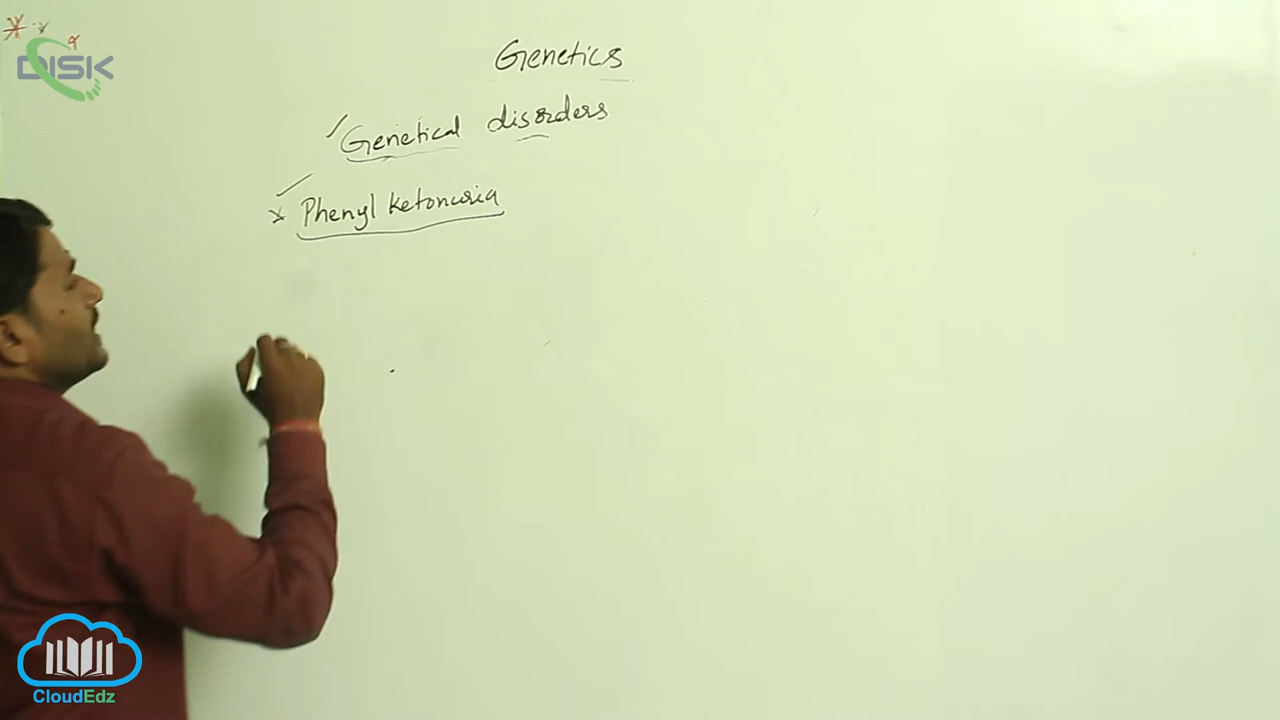 Genetics
Genetical disorders
Phenyl ketonuria
DISK
CloudEdz